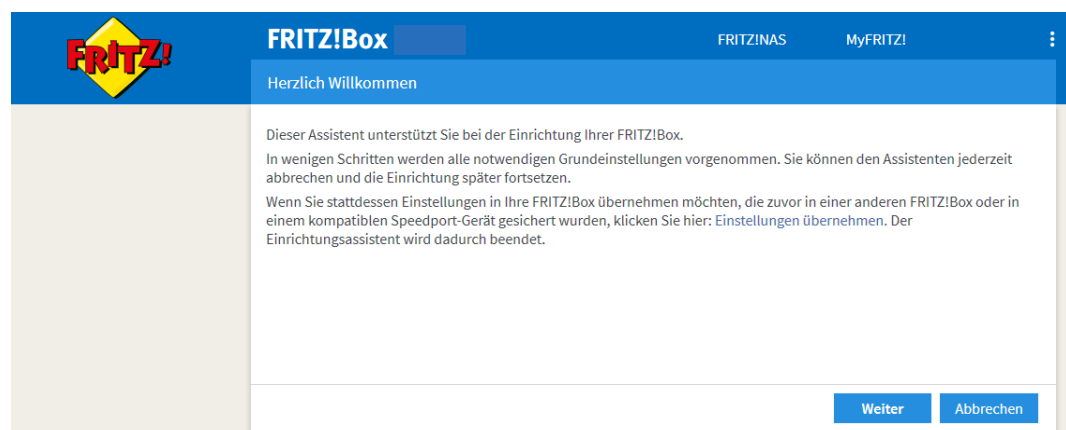 FRITZ!
FRITZ!Box
FRITZ!NAS
MyFRITZ!
Herzlich Willkommen
Dieser Assistent unterstützt Sie bei der Einrichtung Ihrer FRITZ!Box.
In wenigen Schritten werden alle notwendigen Grundeinstellungen vorgenommen. Sie können den Assistenten jederzeit
abbrechen und die Einrichtung später fortsetzen.
Wenn Sie stattdessen Einstellungen in Ihre FRITZ!Box übernehmen möchten, die zuvor in einer anderen FRITZ!Box oder in
einem kompatiblen Speedport-Gerät gesichert wurden, klicken Sie hier: Einstellungen übernehmen. Der
Einrichtungsassistent wird dadurch beendet.
Weiter
Abbrechen